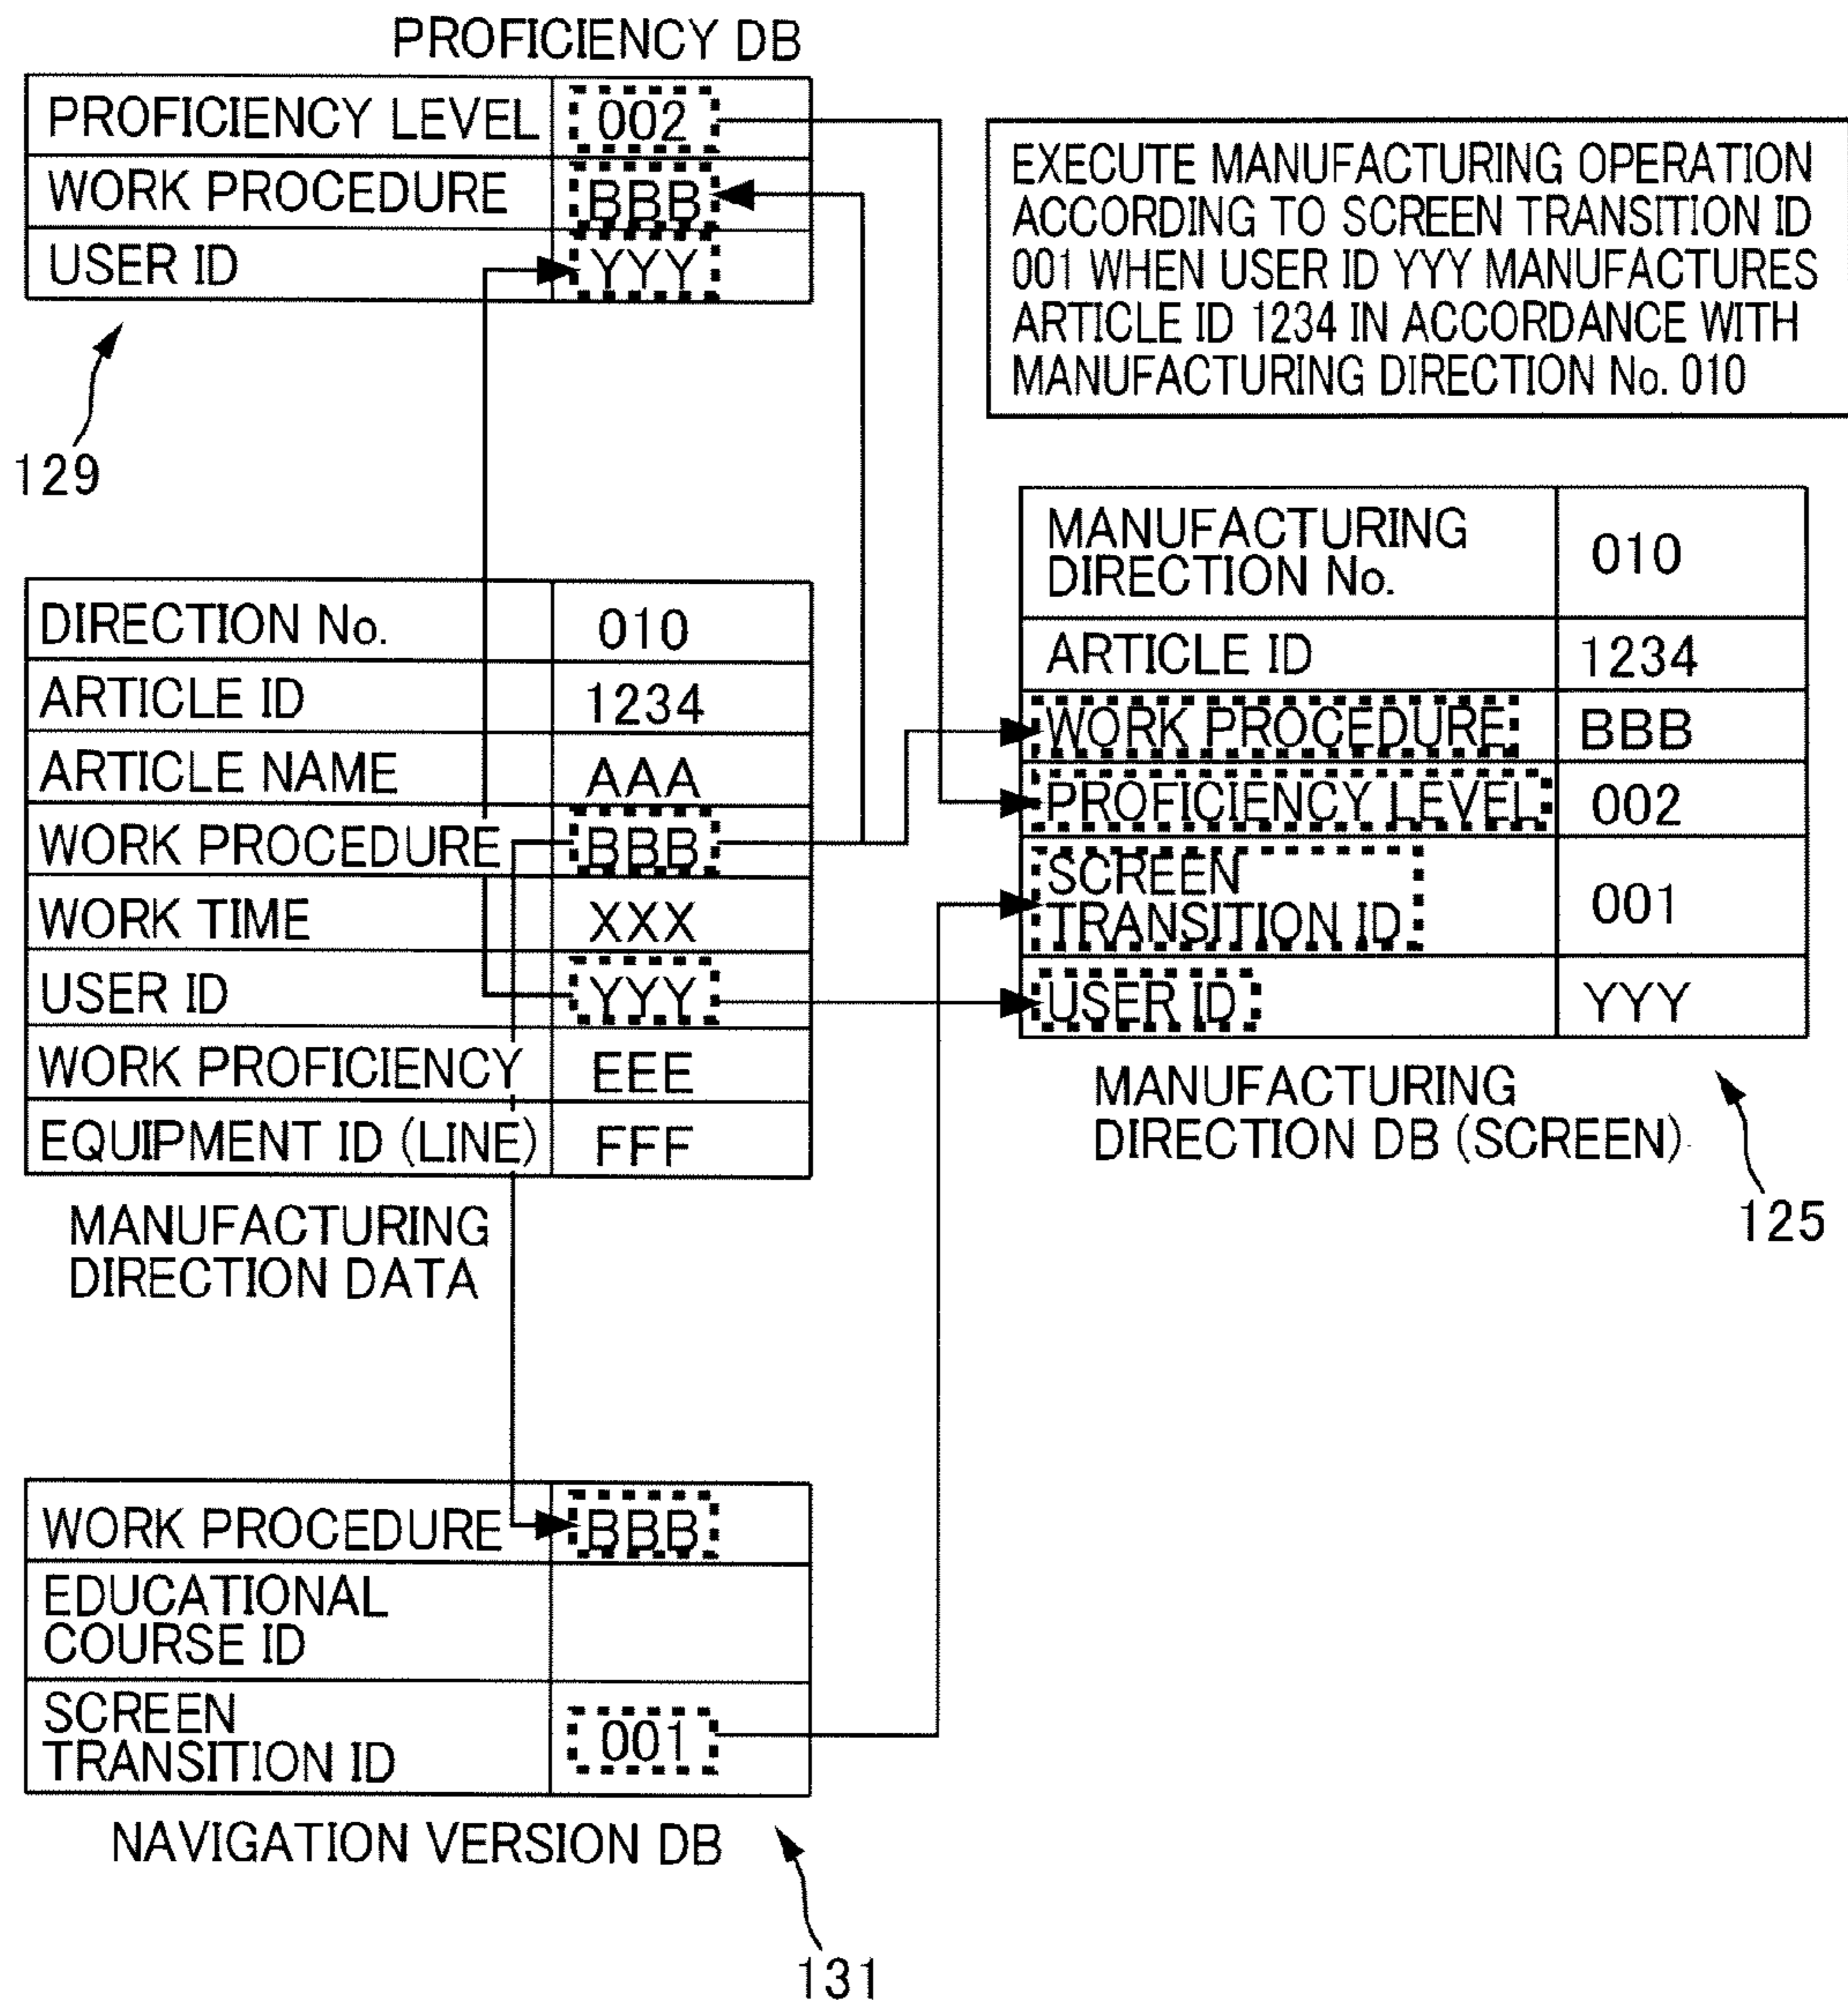 PROFICIENCY DB
PROFICIENCY LEVEL 002
WORK PROCEDURE BBB
USER ID YYY
129
EXECUTE MANUFACTURING OPERATION
ACCORDING TO SCREEN TRANSITION ID
001 WHEN USER ID YYY MANUFACTURES
ARTICLE ID 1234 IN ACCORDANCE WITH
MANUFACTURING DIRECTION No. 010
DIRECTION No. 010
ARTICLE ID 1234
ARTICLE NAME AAA
WORK PROCEDURE BBB
WORK TIME XXX
USER ID YYY
WORK PROFICIENCY EEE
EQUIPMENT ID (LINE) FFF
MANUFACTURING
DIRECTION DATA
MANUFACTURING
DIRECTION No. 010
ARTICLE ID 1234
WORK PROCEDURE BBB
PROFICIENCY LEVEL 002
SCREEN
TRANSITION ID 001
USER ID YYY
MANUFACTURING
DIRECTION DB (SCREEN)
125
WORK PROCEDURE BBB
EDUCATIONAL
COURSE ID
SCREEN
TRANSITION ID 001
NAVIGATION VERSION DB
131